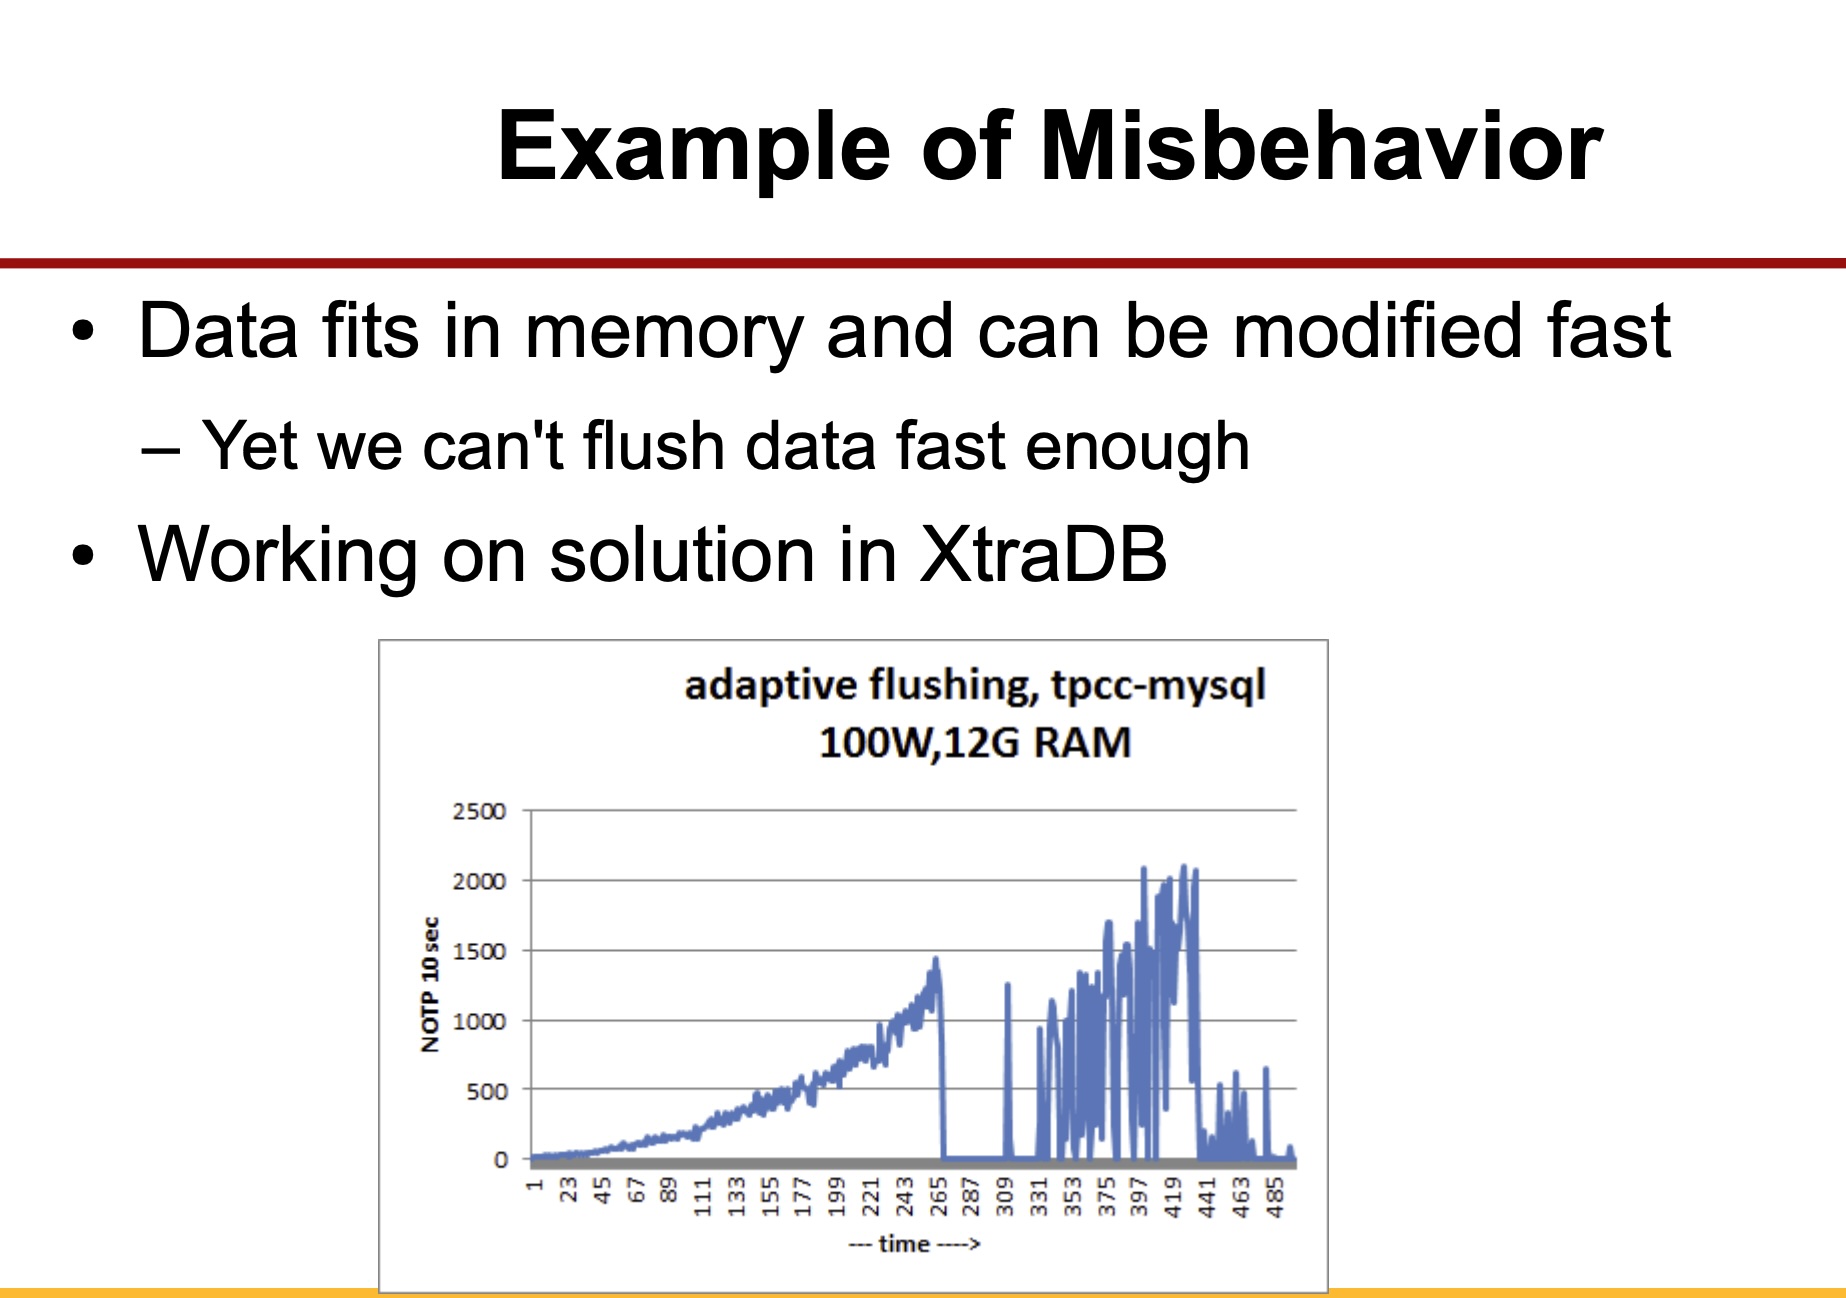 Example of Misbehavior
• Data fits in memory and can be modified fast
– Yet we can't flush data fast enough
• Working on solution in XtraDB
adaptive flushing, tpcc-mysql
100W,12G RAM
NOTP 10 sec
2500
2000
1500
1000
500
0
1 23 45 67 89 111 133 155 177 199 221 243 265 287 309 331 353 375 397 419 441 463 485
--- time ---->